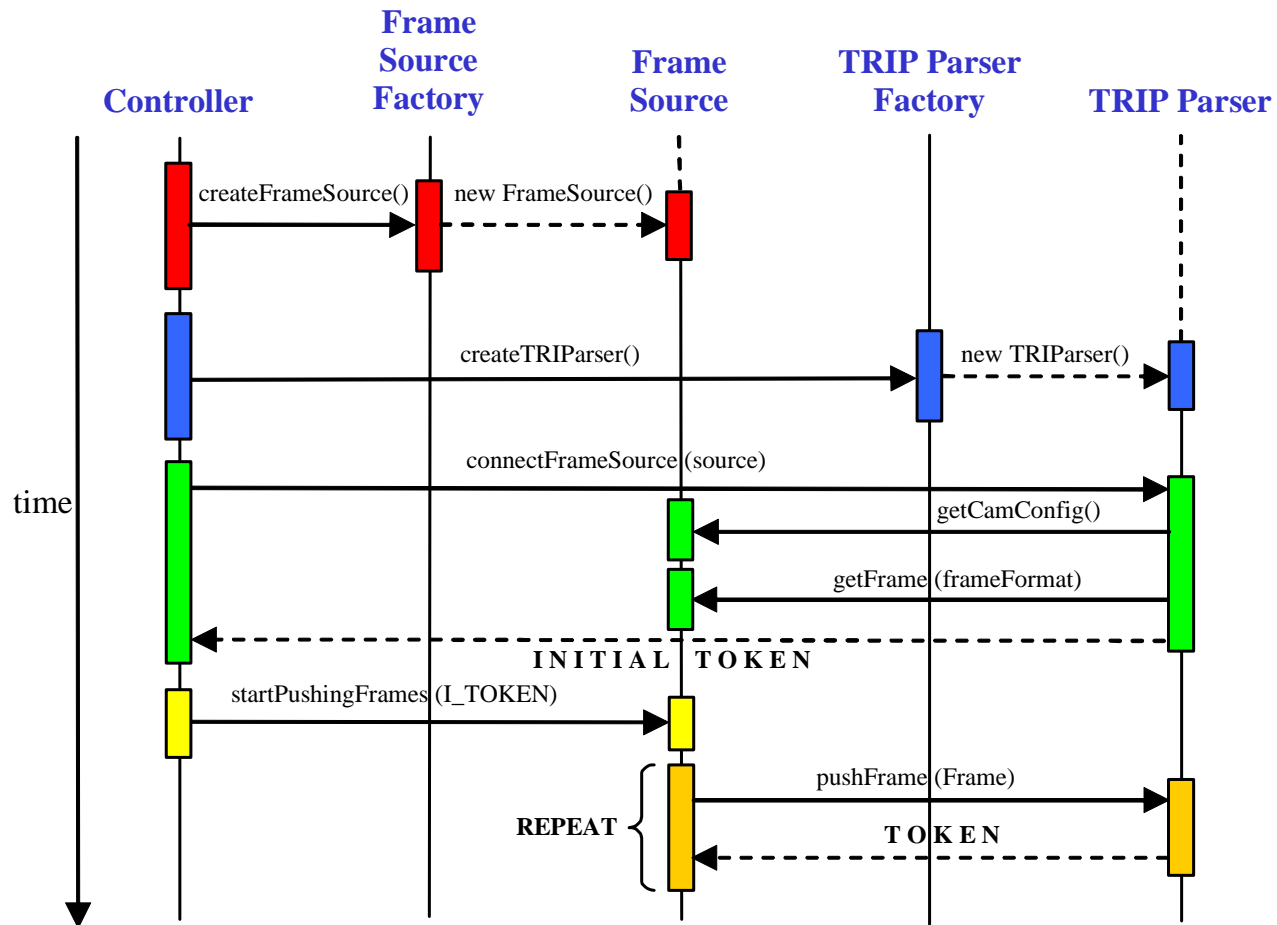 Frame
Source
Factory
Frame
Source
TRIP Parser
Factory
Controller
TRIP Parser
createFrameSource()
new FrameSource()
createTRIParser()
new TRIParser()
connectFrameSource (source)
time
getCamConfig()
getFrame (frameFormat)
INITIAL TOKEN
startPushingFrames (I_TOKEN)
pushFrame (Frame)
REPEAT
TOKEN